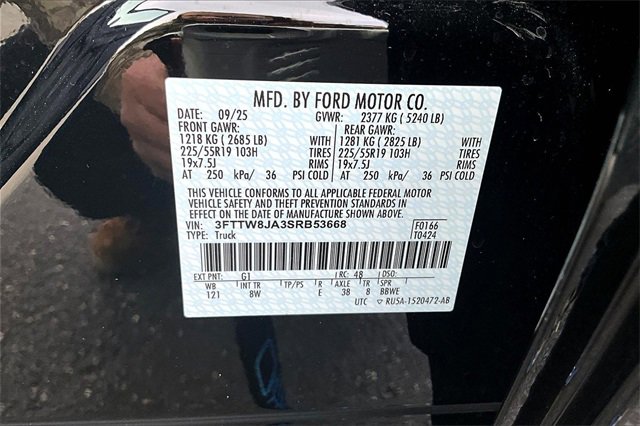 MFD. BY FORD MOTOR CO.
DATE: 09/25 GVWR: 2377 KG ( 5240 LB)
FRONT GAWR: REAR GAWR:
1218 KG ( 2685 LB) WITH 1281 KG ( 2825 LB) WITH
225/55R19 103H TIRES 225/55R19 103H TIRES
19x7.5J RIMS 19x7.5J RIMS
AT 250 kPa/ 36 PSI COLD AT 250 kPa/ 36 PSI COLD
THIS VEHICLE CONFORMS TO ALL APPLICABLE FEDERAL MOTOR
VEHICLE SAFETY AND THEFT PREVENTION STANDARDS IN
EFFECT ON THE DATE OF MANUFACTURE SHOWN ABOVE.
VIN: 3FTTW8JA3SRB53668 F0166
TYPE: Truck T0424
EXT PNT: G1 RC: 48 DSO:
WB INT TR TP/PS R AXLE TR SPR
121 8W E 38 8 BBWE
UTC ▽ RU5A-1520472-AB